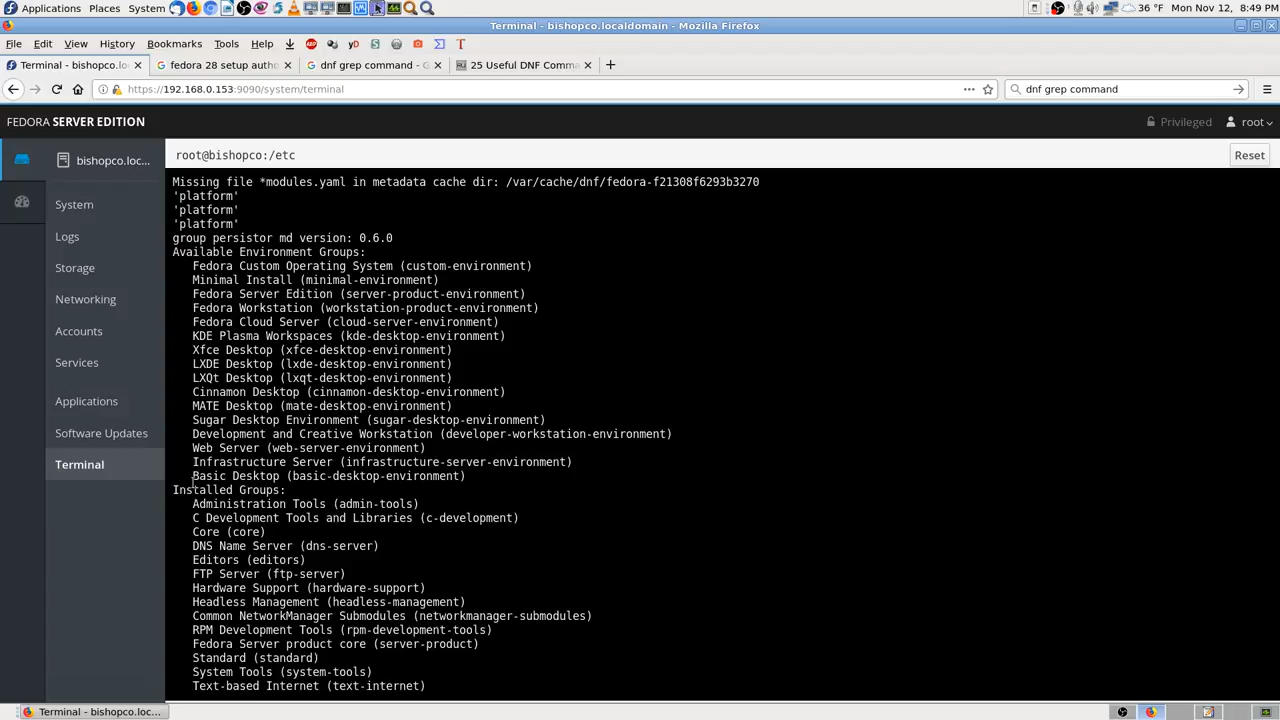 Applications Places System 36 °F Mon Nov 12, 8:49 PM
Terminal - bishopco.localdomain - Mozilla Firefox
File Edit View History Bookmarks Tools Help
Terminal - bishopco.lo fedora 28 setup autho dnf grep command - G 25 Useful DNF Comma
https://192.168.0.153:9090/system/terminal dnf grep command
FEDORA SERVER EDITION Privileged root
bishopco.loc... root@bishopco:/etc Reset
System
Logs
Storage
Networking
Accounts
Services
Applications
Software Updates
Terminal
Missing file *modules.yaml in metadata cache dir: /var/cache/dnf/fedora-f21308f6293b3270
'platform'
'platform'
'platform'
group persistor md version: 0.6.0
Available Environment Groups:
Fedora Custom Operating System (custom-environment)
Minimal Install (minimal-environment)
Fedora Server Edition (server-product-environment)
Fedora Workstation (workstation-product-environment)
Fedora Cloud Server (cloud-server-environment)
KDE Plasma Workspaces (kde-desktop-environment)
Xfce Desktop (xfce-desktop-environment)
LXDE Desktop (lxde-desktop-environment)
LXQt Desktop (lxqt-desktop-environment)
Cinnamon Desktop (cinnamon-desktop-environment)
MATE Desktop (mate-desktop-environment)
Sugar Desktop Environment (sugar-desktop-environment)
Development and Creative Workstation (developer-workstation-environment)
Web Server (web-server-environment)
Infrastructure Server (infrastructure-server-environment)
Basic Desktop (basic-desktop-environment)
Installed Groups:
Administration Tools (admin-tools)
C Development Tools and Libraries (c-development)
Core (core)
DNS Name Server (dns-server)
Editors (editors)
FTP Server (ftp-server)
Hardware Support (hardware-support)
Headless Management (headless-management)
Common NetworkManager Submodules (networkmanager-submodules)
RPM Development Tools (rpm-development-tools)
Fedora Server product core (server-product)
Standard (standard)
System Tools (system-tools)
Text-based Internet (text-internet)
Terminal - bishopco.loc...